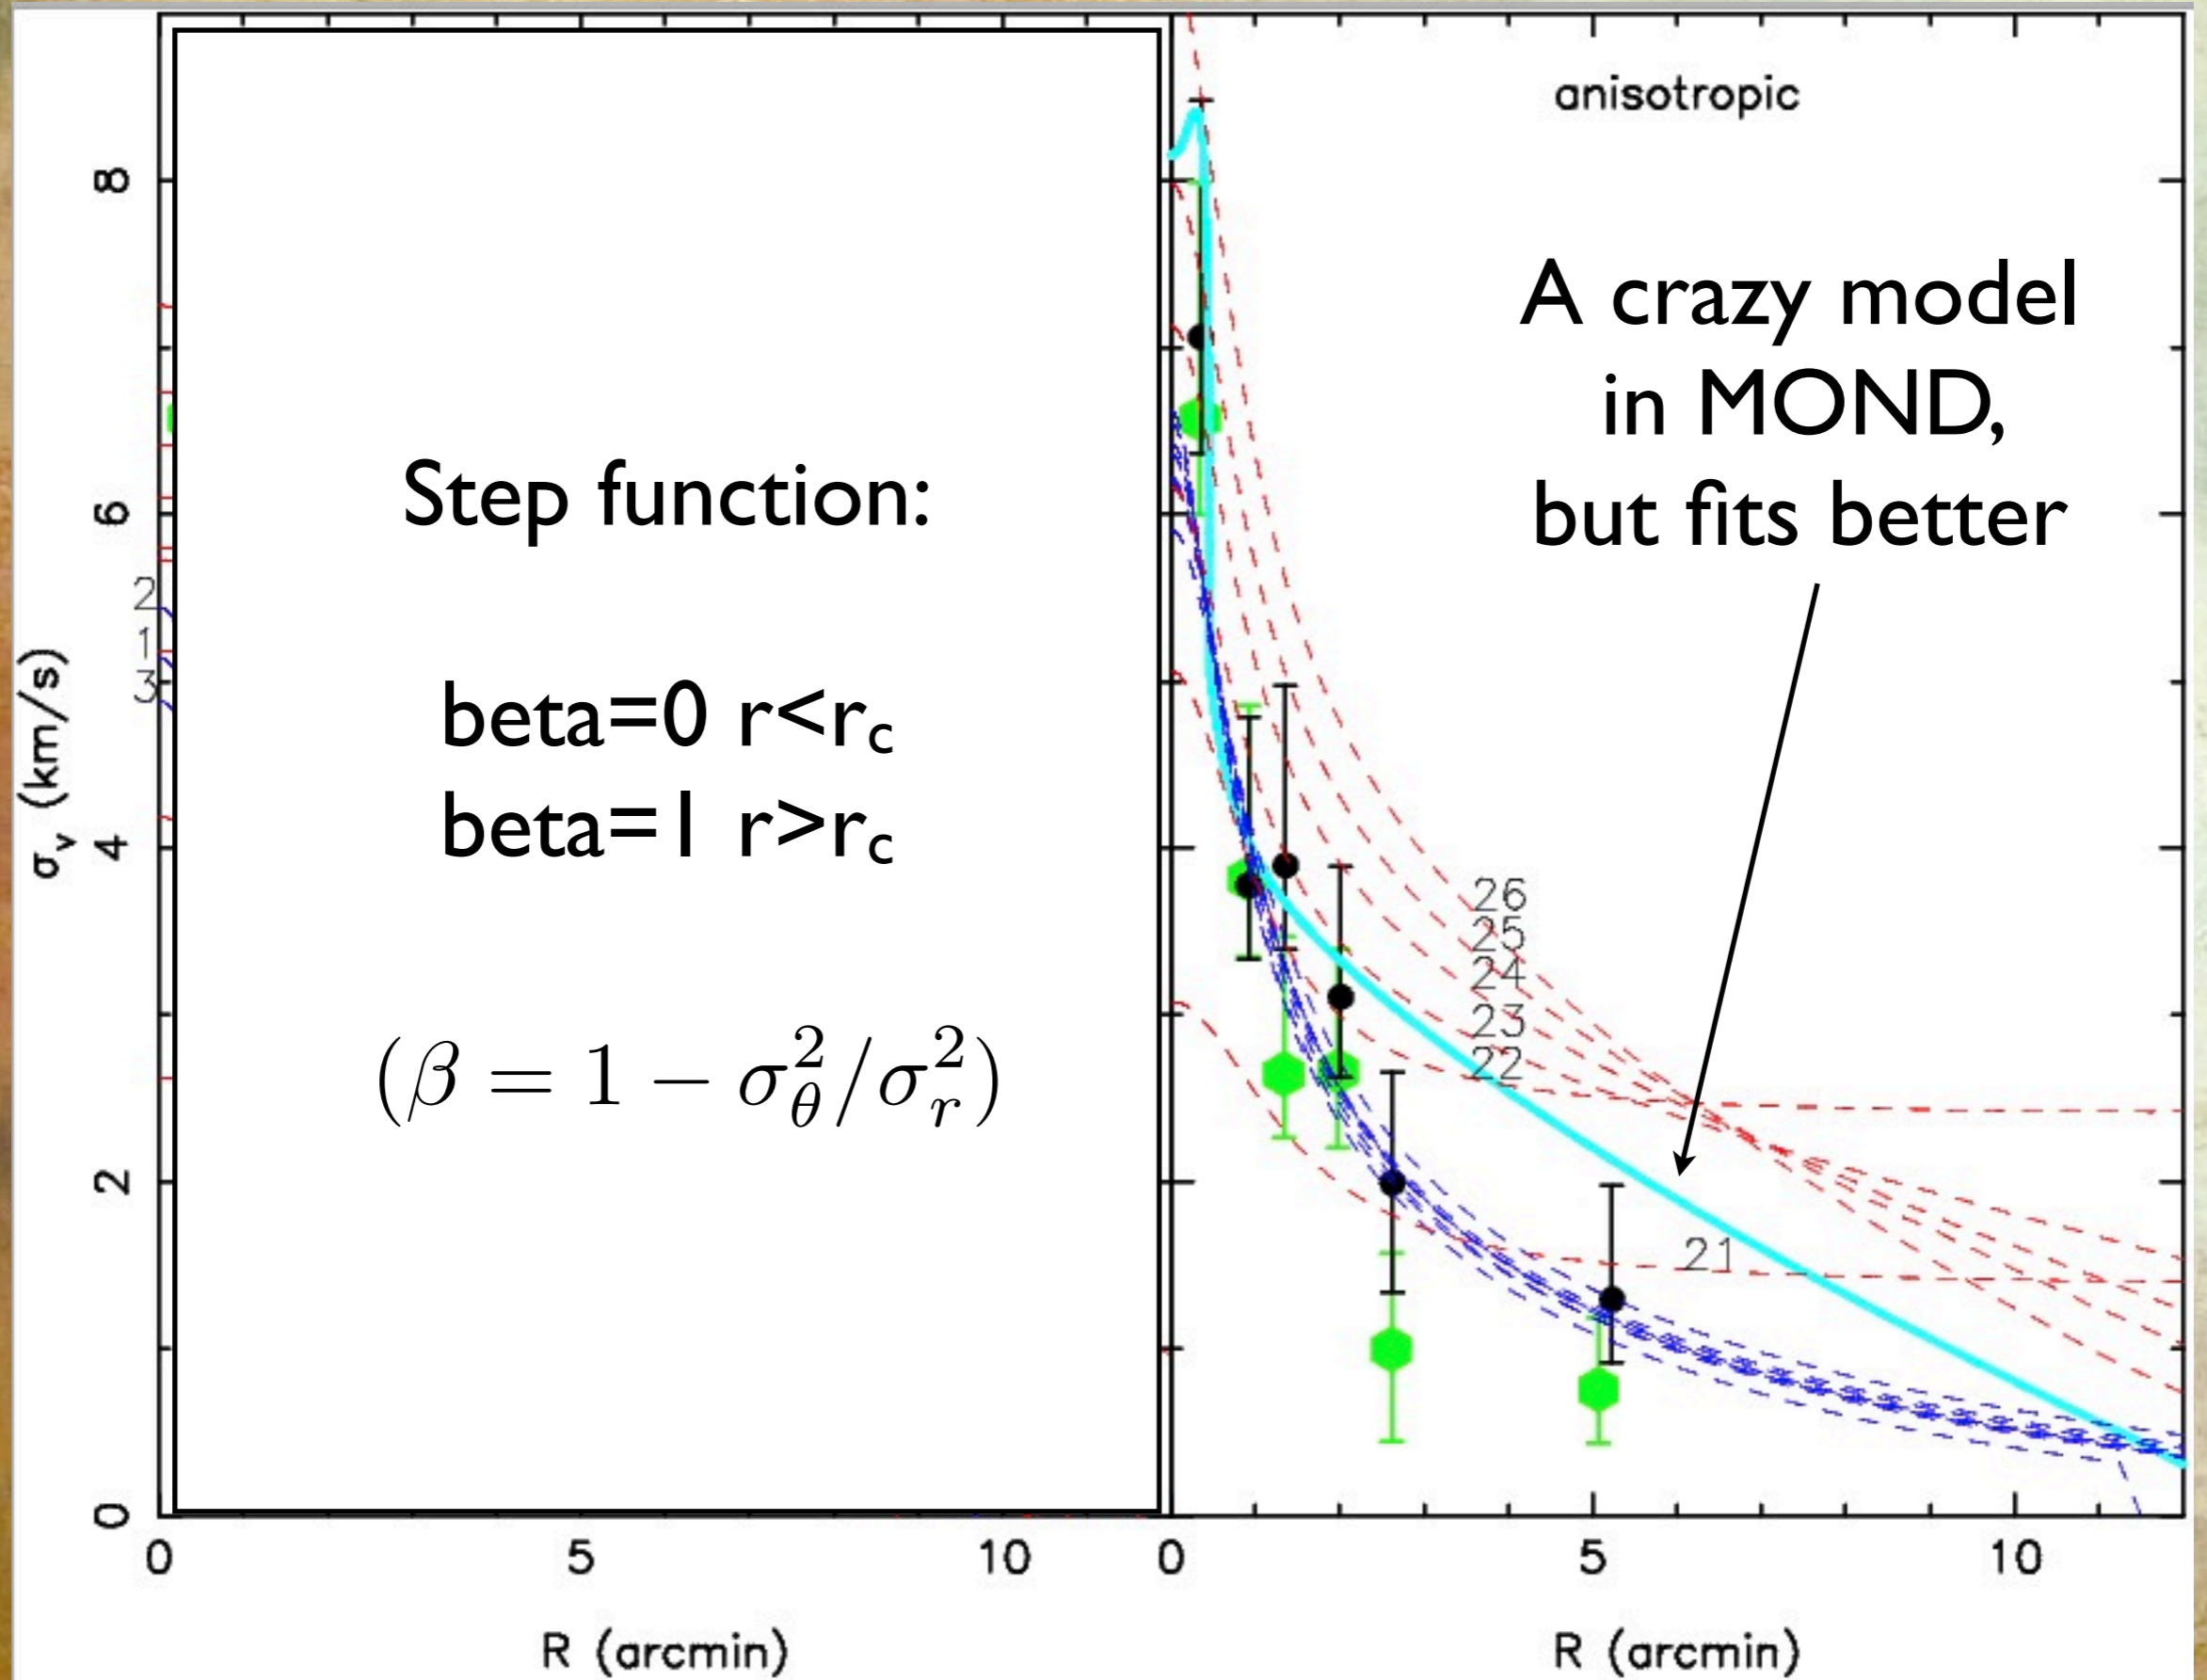 8
6
4
2
0
2
1
3
σv (km/s)
Step function:
beta=0 r<rc
beta=1 r>rc
(β = 1 − σ²θ/σ²r)
0
5
10
R (arcmin)
anisotropic
A crazy model
in MOND,
but fits better
26
25
24
23
22
21
0
5
10
R (arcmin)